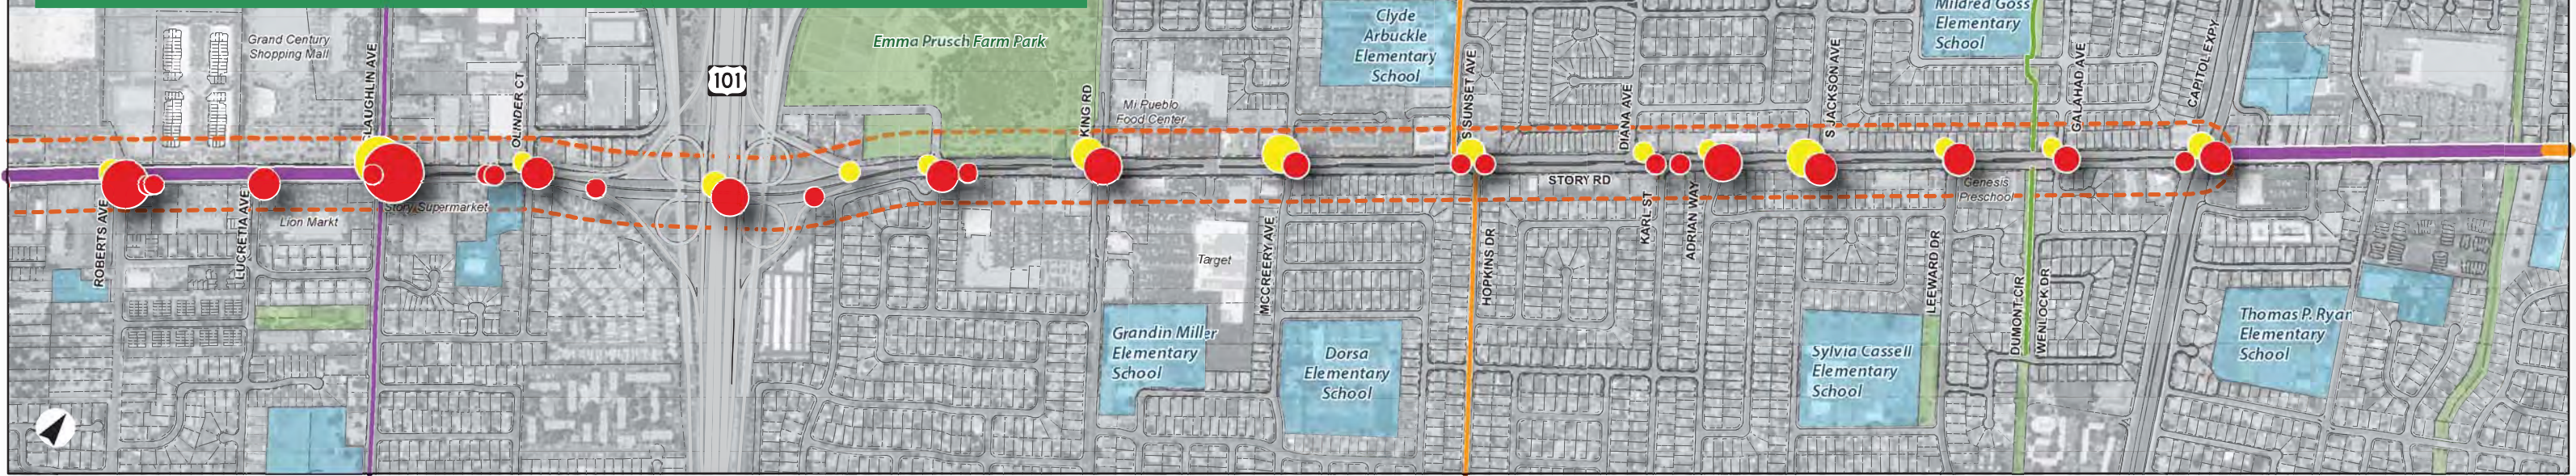 Grand Century
Shopping Mall
LAUGHLIN AVE
OLINDER CT
101
Emma Prusch Farm Park
KING RD
Mi Pueblo
Food Center
Clyde
Arbuckle
Elementary
School
S SUNSET AVE
DIANA AVE
S JACKSON AVE
Mildred Goss
Elementary
School
GALAHAD AVE
CAPITOL EXPY
ROBERTS AVE
LUCRETIA AVE
Lion Markt
Story Supermarket
STORY RD
Genesis
Preschool
Target
MCCREERY AVE
HOPKINS DR
KARL ST
ADRIAN WAY
LEEWARD DR
DUMONT CIR
WENLOCK DR
Grandin Miller
Elementary
School
Dorsa
Elementary
School
Sylvia Cassell
Elementary
School
Thomas P. Ryan
Elementary
School